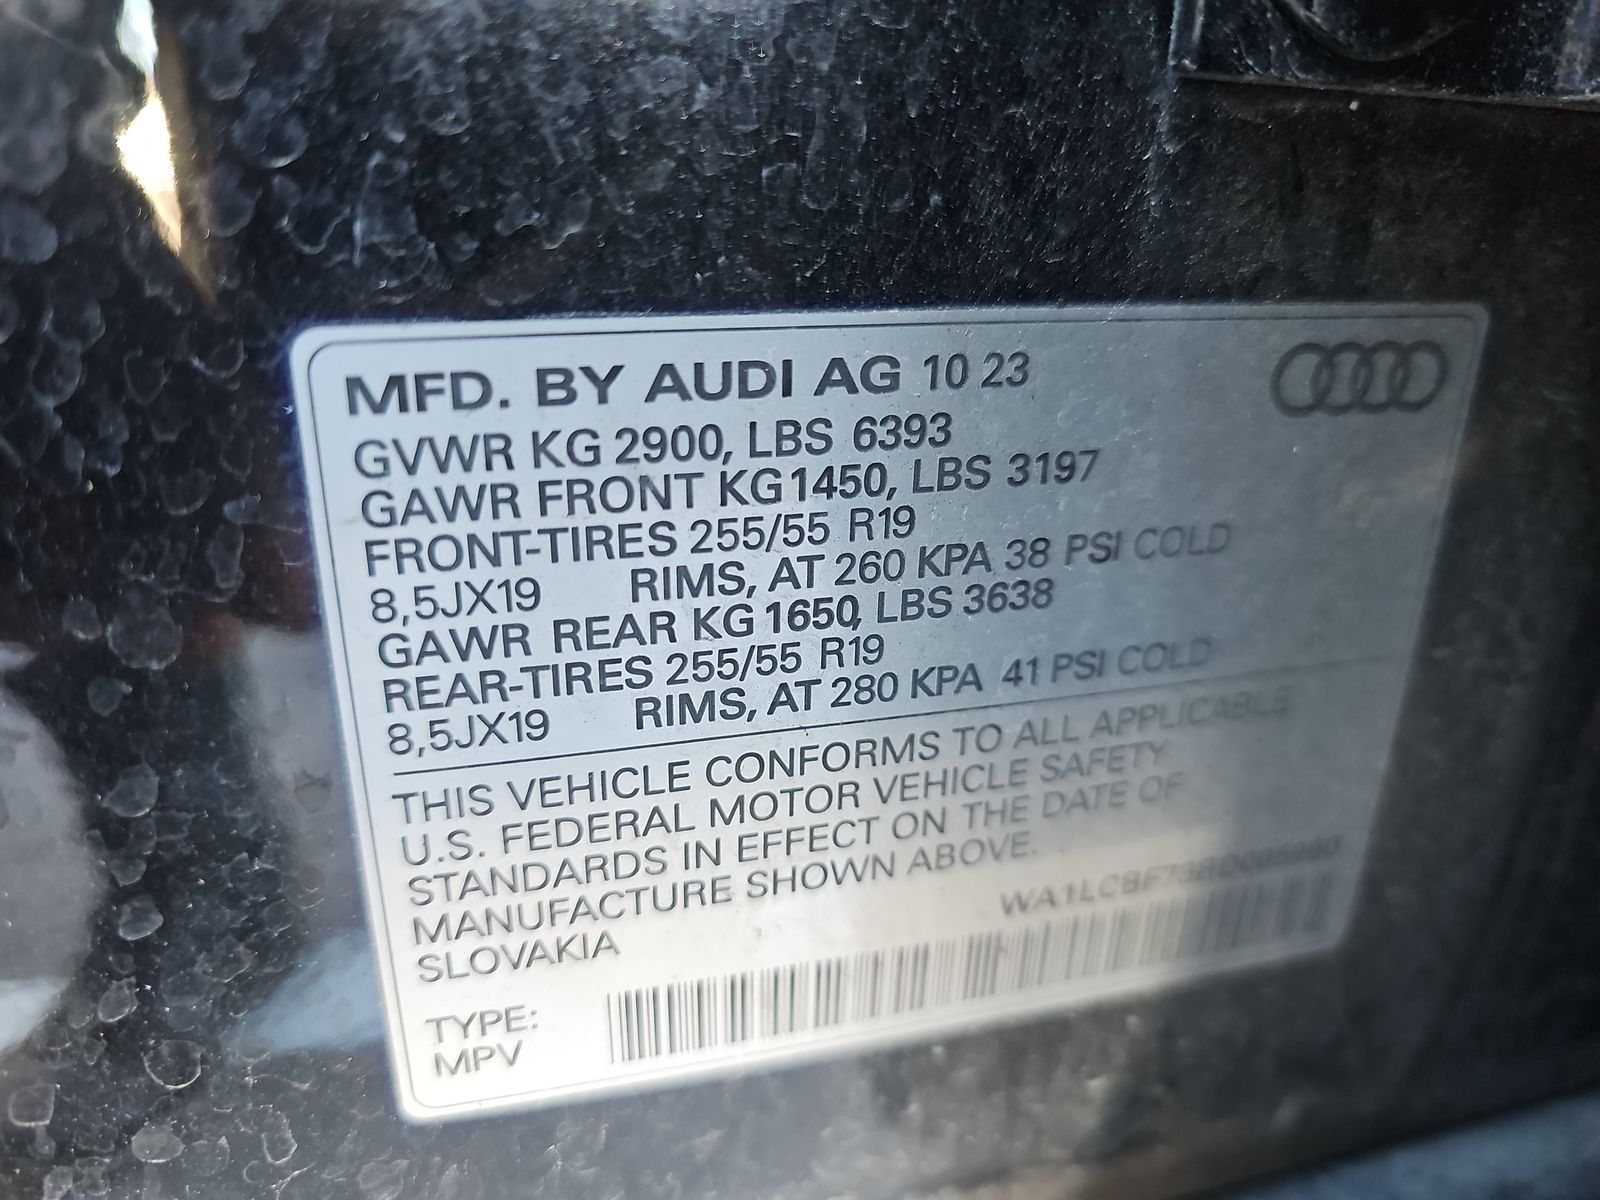 MFD. BY AUDI AG 10 23
GVWR KG 2900, LBS 6393
GAWR FRONT KG 1450, LBS 3197
FRONT-TIRES 255/55 R19
8,5JX19 RIMS, AT 260 KPA 38 PSI COLD
GAWR REAR KG 1650, LBS 3638
REAR-TIRES 255/55 R19
8,5JX19 RIMS, AT 280 KPA 41 PSI COLD
THIS VEHICLE CONFORMS TO ALL APPLICABLE
U.S. FEDERAL MOTOR VEHICLE SAFETY
STANDARDS IN EFFECT ON THE DATE OF
MANUFACTURE SHOWN ABOVE.
SLOVAKIA
TYPE:
MPV